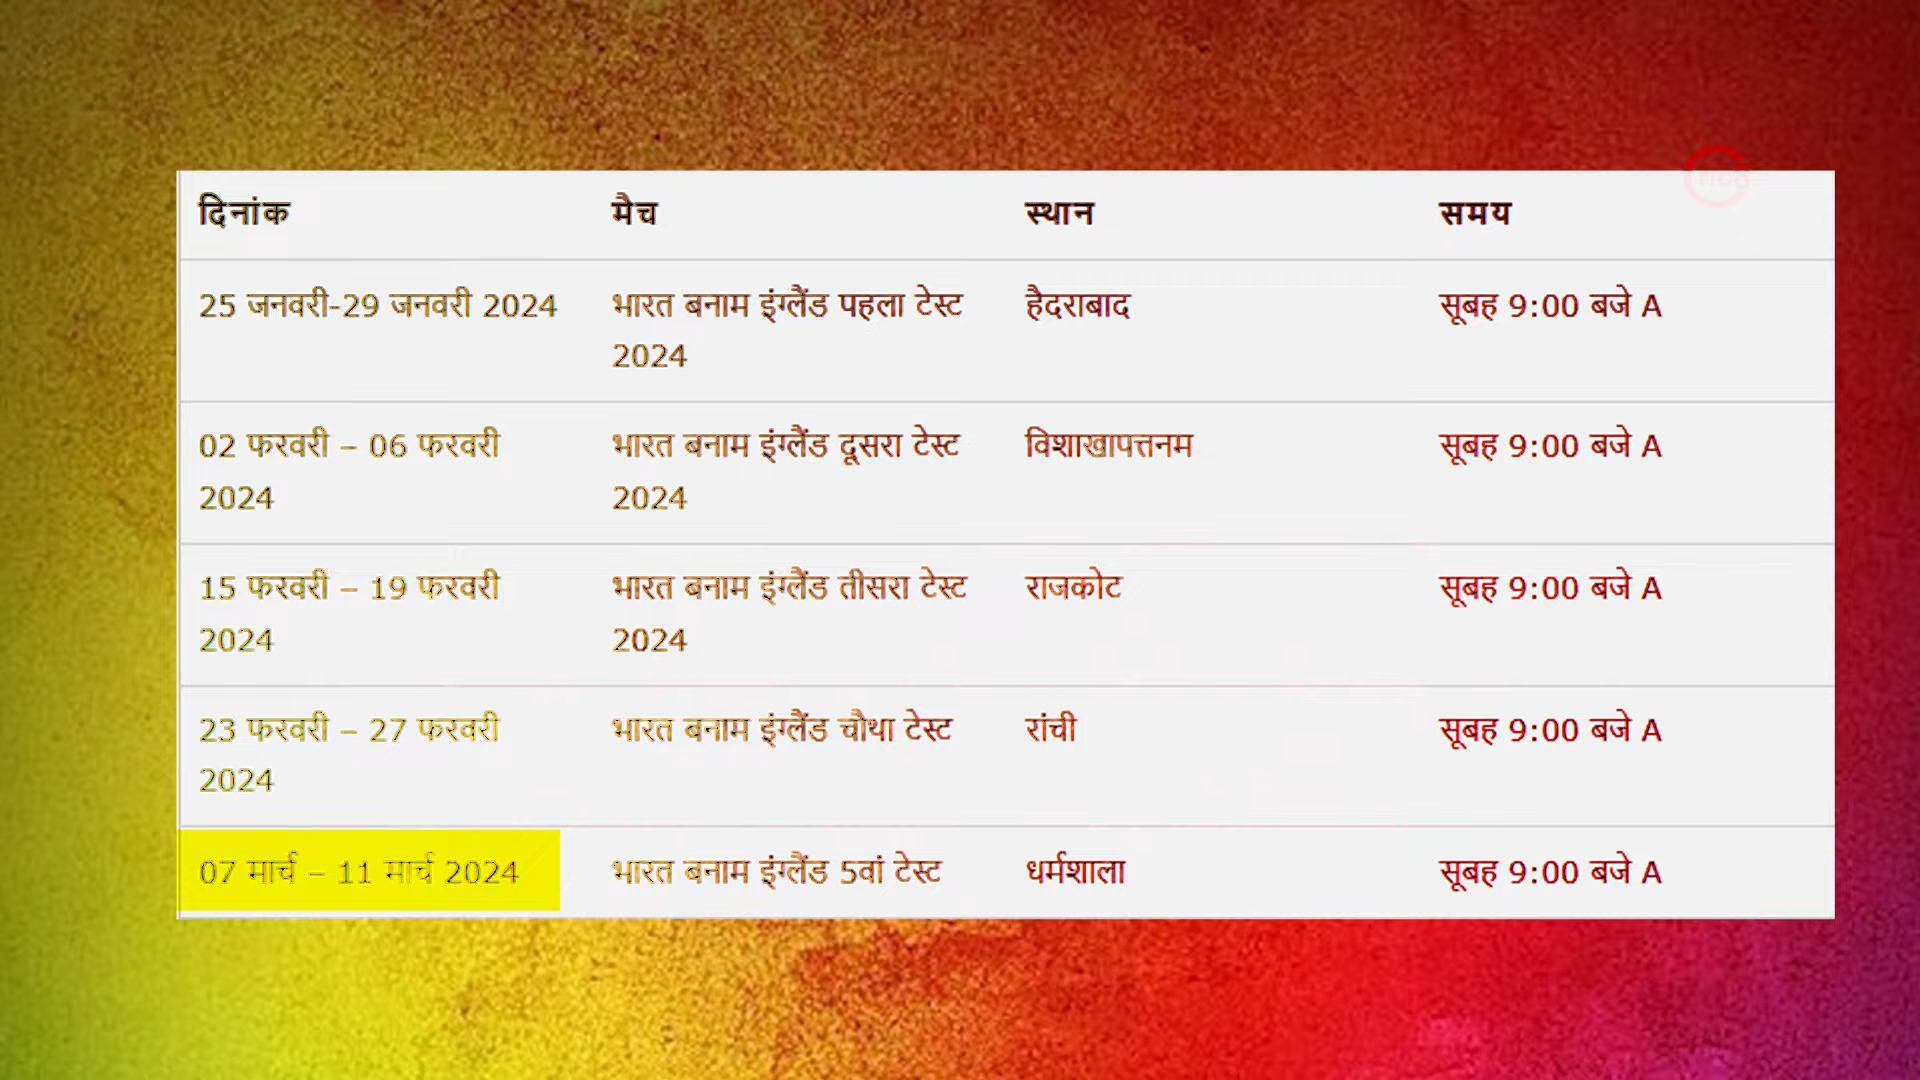 दिनांक मैच स्थान समय
25 जनवरी-29 जनवरी 2024 भारत बनाम इंग्लैंड पहला टेस्ट हैदराबाद सूबह 9:00 बजे A
2024
02 फरवरी – 06 फरवरी भारत बनाम इंग्लैंड दूसरा टेस्ट विशाखापत्तनम सूबह 9:00 बजे A
2024 2024
15 फरवरी – 19 फरवरी भारत बनाम इंग्लैंड तीसरा टेस्ट राजकोट सूबह 9:00 बजे A
2024 2024
23 फरवरी – 27 फरवरी भारत बनाम इंग्लैंड चौथा टेस्ट रांची सूबह 9:00 बजे A
2024
07 मार्च – 11 मार्च 2024 भारत बनाम इंग्लैंड 5वां टेस्ट धर्मशाला सूबह 9:00 बजे A